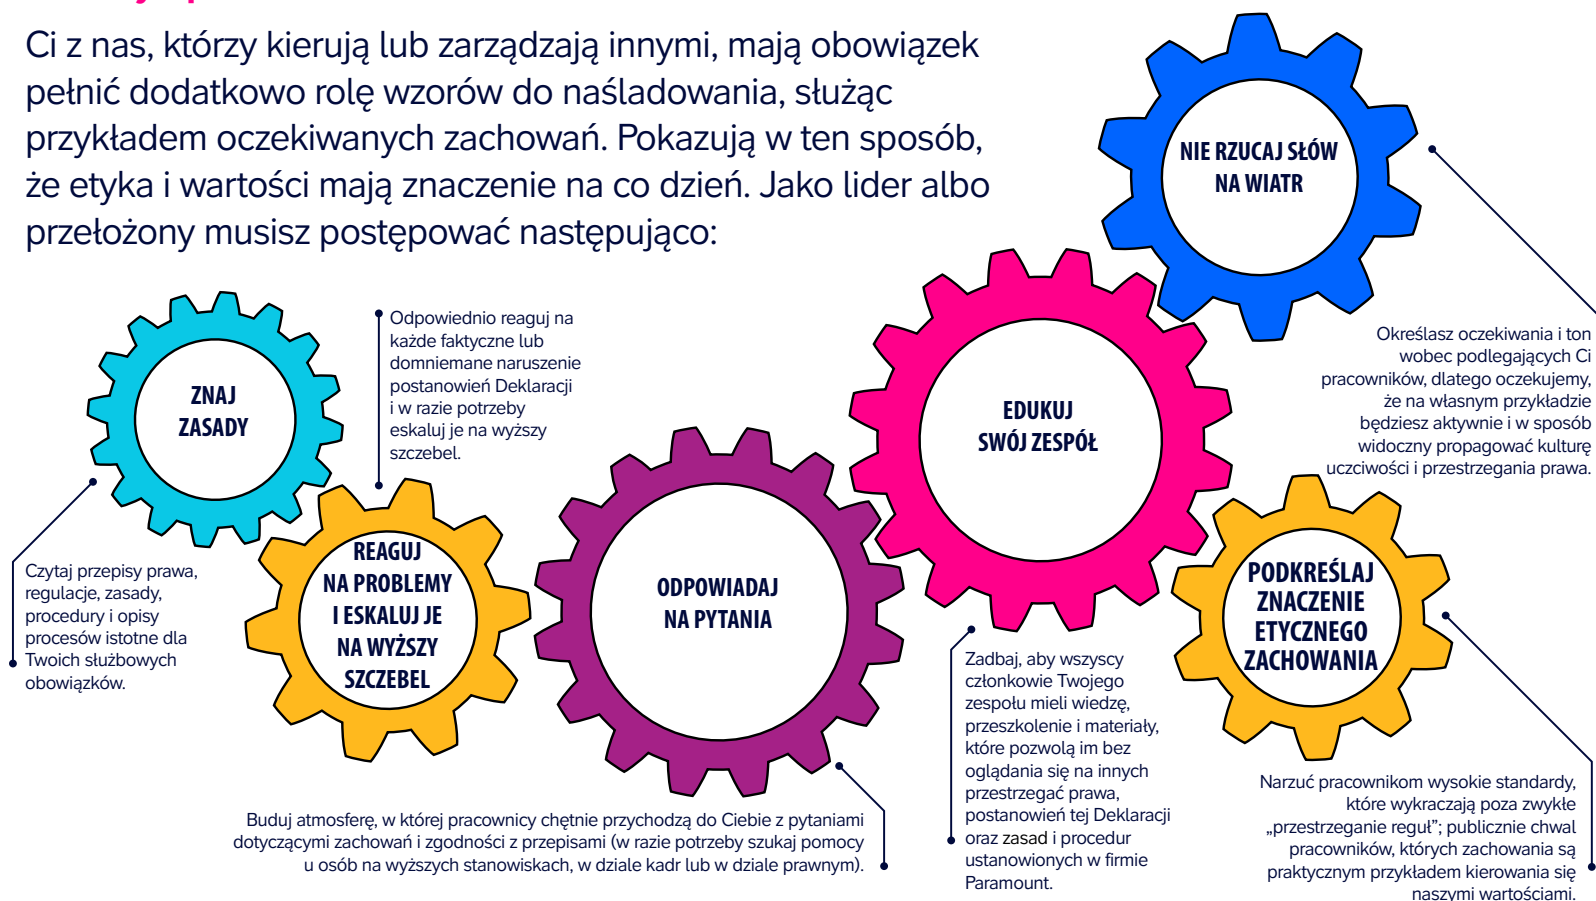 Ci z nas, którzy kierują lub zarządzają innymi, mają obowiązek
pełnić dodatkowo rolę wzorów do naśladowania, służąc
przykładem oczekiwanych zachowań. Pokazują w ten sposób,
że etyka i wartości mają znaczenie na co dzień. Jako lider albo
przełożony musisz postępować następująco:
ZNAJ
ZASADY
Czytaj przepisy prawa,
regulacje, zasady,
procedury i opisy
procesów istotne dla
Twoich służbowych
obowiązków.
Odpowiednio reaguj na
każde faktyczne lub
domniemane naruszenie
postanowień Deklaracji
i w razie potrzeby
eskaluj je na wyższy
szczebel.
REAGUJ
NA PROBLEMY
I ESKALUJ JE
NA WYŻSZY
SZCZEBEL
ODPOWIADAJ
NA PYTANIA
Buduj atmosferę, w której pracownicy chętnie przychodzą do Ciebie z pytaniami
dotyczącymi zachowań i zgodności z przepisami (w razie potrzeby szukaj pomocy
u osób na wyższych stanowiskach, w dziale kadr lub w dziale prawnym).
EDUKUJ
SWÓJ ZESPÓŁ
Zadbaj, aby wszyscy
członkowie Twojego
zespołu mieli wiedzę,
przeszkolenie i materiały,
które pozwolą im bez
oglądania się na innych
przestrzegać prawa,
postanowień tej Deklaracji
oraz zasad i procedur
ustanowionych w firmie
Paramount.
NIE RZUCAJ SŁÓW
NA WIATR
Określasz oczekiwania i ton
wobec podlegających Ci
pracowników, dlatego oczekujemy,
że na własnym przykładzie
będziesz aktywnie i w sposób
widoczny propagować kulturę
uczciwości i przestrzegania prawa.
PODKREŚLAJ
ZNACZENIE
ETYCZNEGO
ZACHOWANIA
Narzuć pracownikom wysokie standardy,
które wykraczają poza zwykłe
„przestrzeganie reguł”; publicznie chwal
pracowników, których zachowania są
praktycznym przykładem kierowania się
naszymi wartościami.